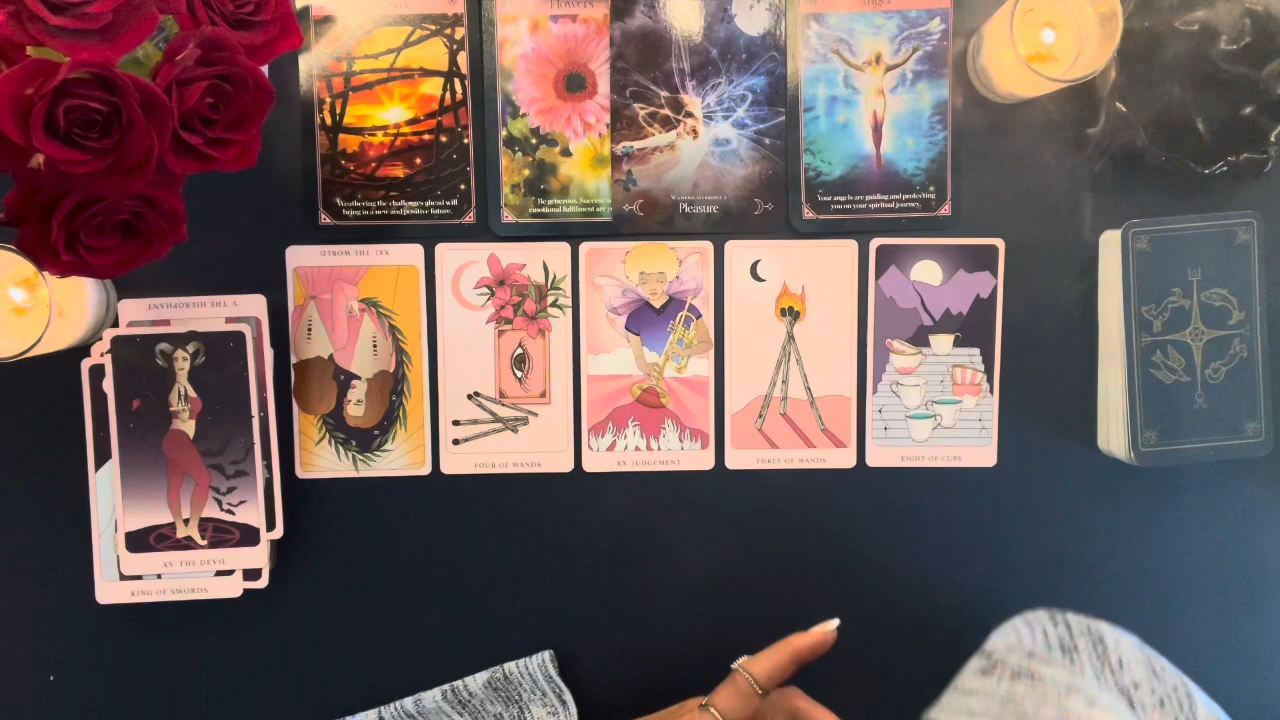 Flowers
Weathering the challenges ahead will
bring in a new and positive future.
Be generous. Success
emotional fulfillment are
Pleasure
Your angels are guiding and protecting
you on your spiritual journey.
V THE HIEROPHANT
XV THE DEVIL
KING OF SWORDS
XXI THE WORLD
FOUR OF WANDS
XX JUDGEMENT
THREE OF WANDS
EIGHT OF CUPS